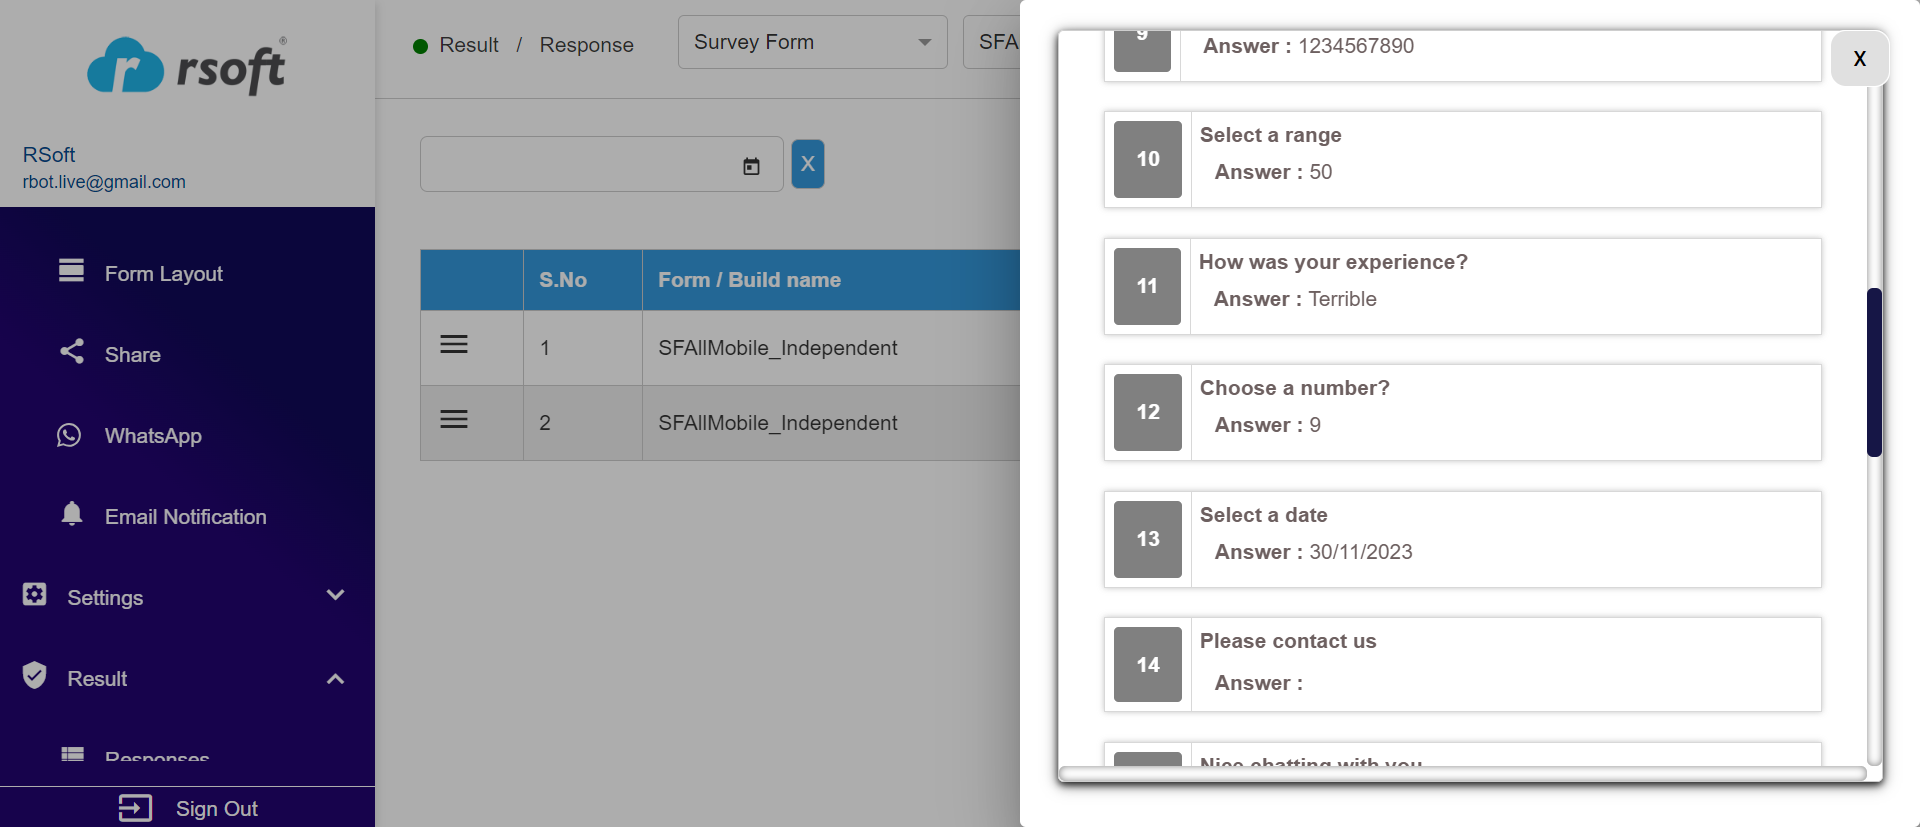 rsoft
®
RSoft
rbot.live@gmail.com
Form Layout
Share
WhatsApp
Email Notification
Settings
Result
Responses
Sign Out
Result / Response
Survey Form
SFA
X
S.No Form / Build name
1 SFAllMobile_Independent
2 SFAllMobile_Independent
X
9
Answer : 1234567890
10
Select a range
Answer : 50
11
How was your experience?
Answer : Terrible
12
Choose a number?
Answer : 9
13
Select a date
Answer : 30/11/2023
14
Please contact us
Answer :
Nice chatting with you